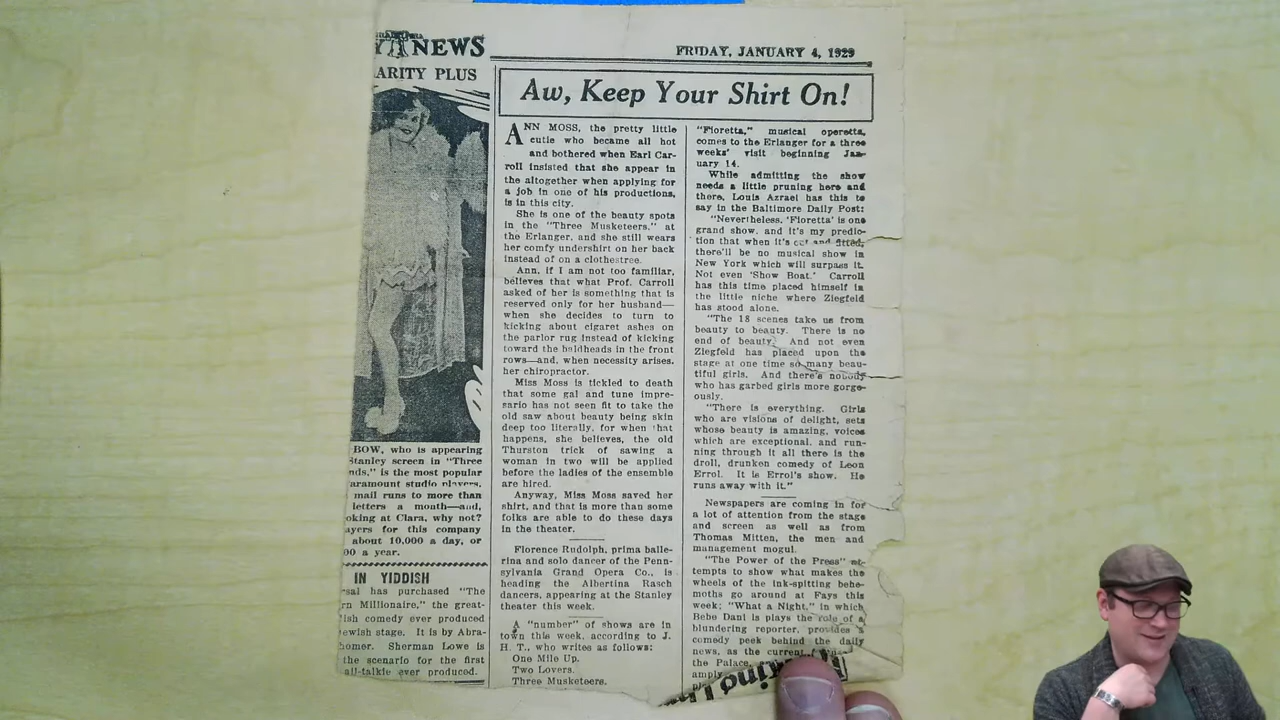 NEWS
FRIDAY, JANUARY 4, 1929
ARITY PLUS
BOW, who is appearing
Stanley screen in "Three
nds," is the most popular
aramount studio players.
mail runs to more than
letters a month—and,
oking at Clara, why not?
ayers for this company
about 10,000 a day, or
00 a year.
IN YIDDISH
sal has purchased "The
rn Millionaire," the great-
ish comedy ever produced
ewish stage. It is by Abra-
homer. Sherman Lowe is
the scenario for the first
all-talkie ever produced.
Aw, Keep Your Shirt On!
ANN MOSS, the pretty little
cutie who became all hot
and bothered when Earl Car-
roll insisted that she appear in
the altogether when applying for
a job in one of his productions,
is in this city.
She is one of the beauty spots
in the "Three Musketeers," at
the Erlanger, and she still wears
her comfy undershirt on her back
instead of on a clothestree.
Ann, if I am not too familiar,
believes that what Prof. Carroll
asked of her is something that is
reserved only for her husband—
when she decides to turn to
kicking about cigaret ashes on
the parlor rug instead of kicking
toward the baldheads in the front
rows—and, when necessity arises,
her chiropractor.
Miss Moss is tickled to death
that some gal and tune impre-
sario has not seen fit to take the
old saw about beauty being skin
deep too literally, for when that
happens, she believes, the old
Thurston trick of sawing a
woman in two will be applied
before the ladies of the ensemble
are hired.
Anyway, Miss Moss saved her
shirt, and that is more than some
folks are able to do these days
in the theater.
Florence Rudolph, prima balle-
rina and solo dancer of the Penn-
sylvania Grand Opera Co., is
heading the Albertina Rasch
dancers, appearing at the Stanley
theater this week.
A "number" of shows are in
town this week, according to J.
H. T., who writes as follows:
One Mile Up.
Two Lovers.
Three Musketeers.
"Fioretta," musical operetta,
comes to the Erlanger for a three
weeks' visit beginning Jan-
uary 14.
While admitting the show
needs a little pruning here and
there, Louis Azrael has this to
say in the Baltimore Daily Post:
"Nevertheless, 'Fioretta' is one
grand show, and it's my predic-
tion that when it's cut and fitted,
there'll be no musical show in
New York which will surpass it.
Not even 'Show Boat.' Carroll
has this time placed himself in
the little niche where Ziegfeld
has stood alone.
"The 18 scenes take us from
beauty to beauty. There is no
end of beauty. And not even
Ziegfeld has placed upon the
stage at one time so many beau-
tiful girls. And there's nobody
who has garbed girls more gorge-
ously.
"There is everything. Girls
who are visions of delight, sets
whose beauty is amazing, voices
which are exceptional, and run-
ning through it all there is the
droll, drunken comedy of Leon
Errol. It is Errol's show. He
runs away with it."
Newspapers are coming in for
a lot of attention from the stage
and screen as well as from
Thomas Mitten, the men and
management mogul.
"The Power of the Press" at-
tempts to show what makes the
wheels of the ink-spitting behe-
moths go around at Fays this
week; "What a Night," in which
Bebe Daniels plays the role of a
blundering reporter, provides a
comedy peek behind the daily
news, as the current
the Palace,
amply